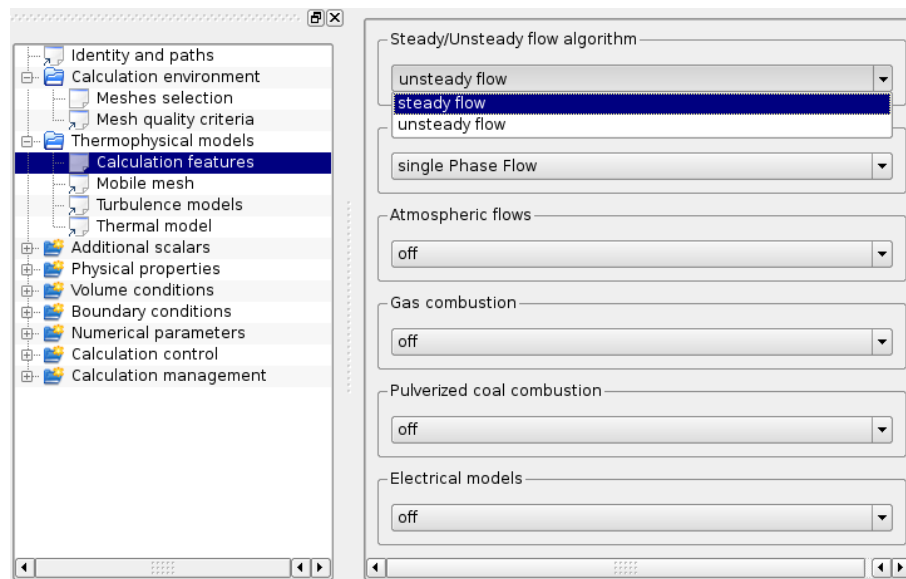 Identity and paths
Calculation environment
Meshes selection
Mesh quality criteria
Thermophysical models
Calculation features
Mobile mesh
Turbulence models
Thermal model
Additional scalars
Physical properties
Volume conditions
Boundary conditions
Numerical parameters
Calculation control
Calculation management
Steady/Unsteady flow algorithm
unsteady flow
steady flow
unsteady flow
single Phase Flow
Atmospheric flows
off
Gas combustion
off
Pulverized coal combustion
off
Electrical models
off